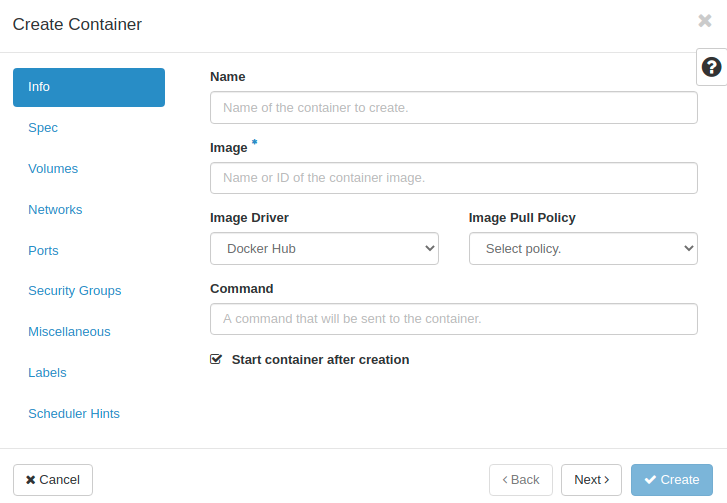 Create Container
Info
Spec
Volumes
Networks
Ports
Security Groups
Miscellaneous
Labels
Scheduler Hints
Name
Name of the container to create.
Image *
Name or ID of the container image.
Image Driver
Docker Hub
Image Pull Policy
Select policy.
Command
A command that will be sent to the container.
Start container after creation
Cancel
Back
Next
Create